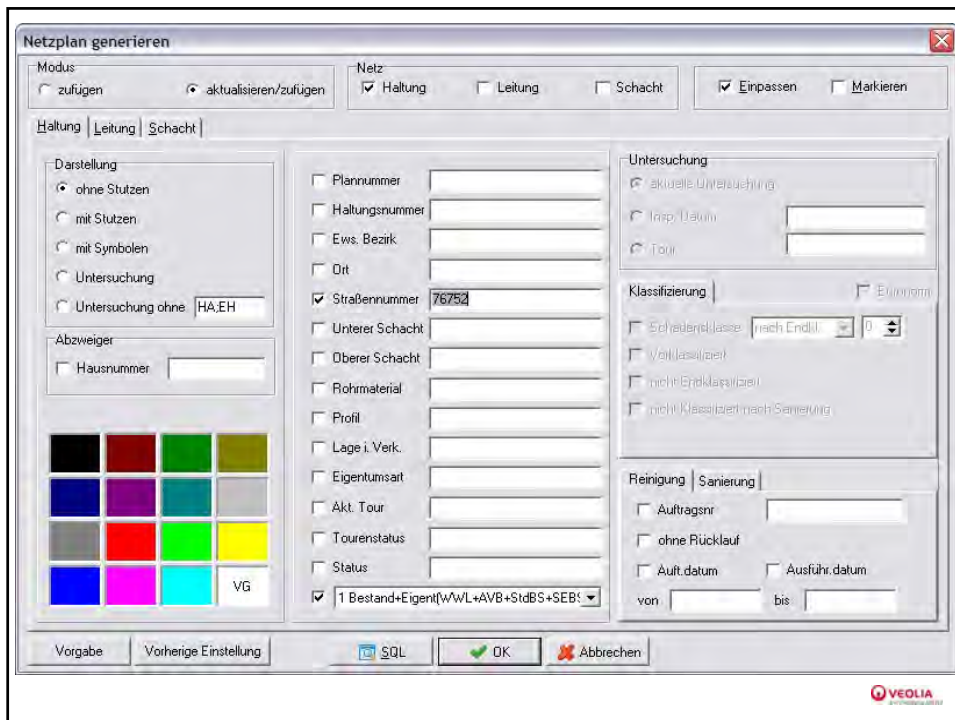 Netzplan generieren
Modus
zufügen
aktualisieren/zufügen
Netz
Haltung
Leitung
Schacht
Einpassen
Markieren
Haltung
Leitung
Schacht
Darstellung
ohne Stutzen
mit Stutzen
mit Symbolen
Untersuchung
Untersuchung ohne HA;EH
Abzweiger
Hausnummer
VG
Plannummer
Haltungsnummer
Ews. Bezirk
Ort
Straßennummer 76752
Unterer Schacht
Oberer Schacht
Rohrmaterial
Profil
Lage i. Verk.
Eigentumsart
Akt. Tour
Tourenstatus
Status
1 Bestand+Eigent(WWL+AVB+StdBS+SEBS
Untersuchung
aktuelle Untersuchung
Insp. Datum
Tour
Klassifizierung
Schadensklasse nach Endkl. 0
Vorklassifiziert
nicht Endklassifiziert
nicht Klassifiziert nach Sanierung
Reinigung
Sanierung
Auftragsnr
ohne Rücklauf
Auft.datum
Ausführ.datum
von
bis
Vorgabe
Vorherige Einstellung
SQL
OK
Abbrechen
VEOLIA